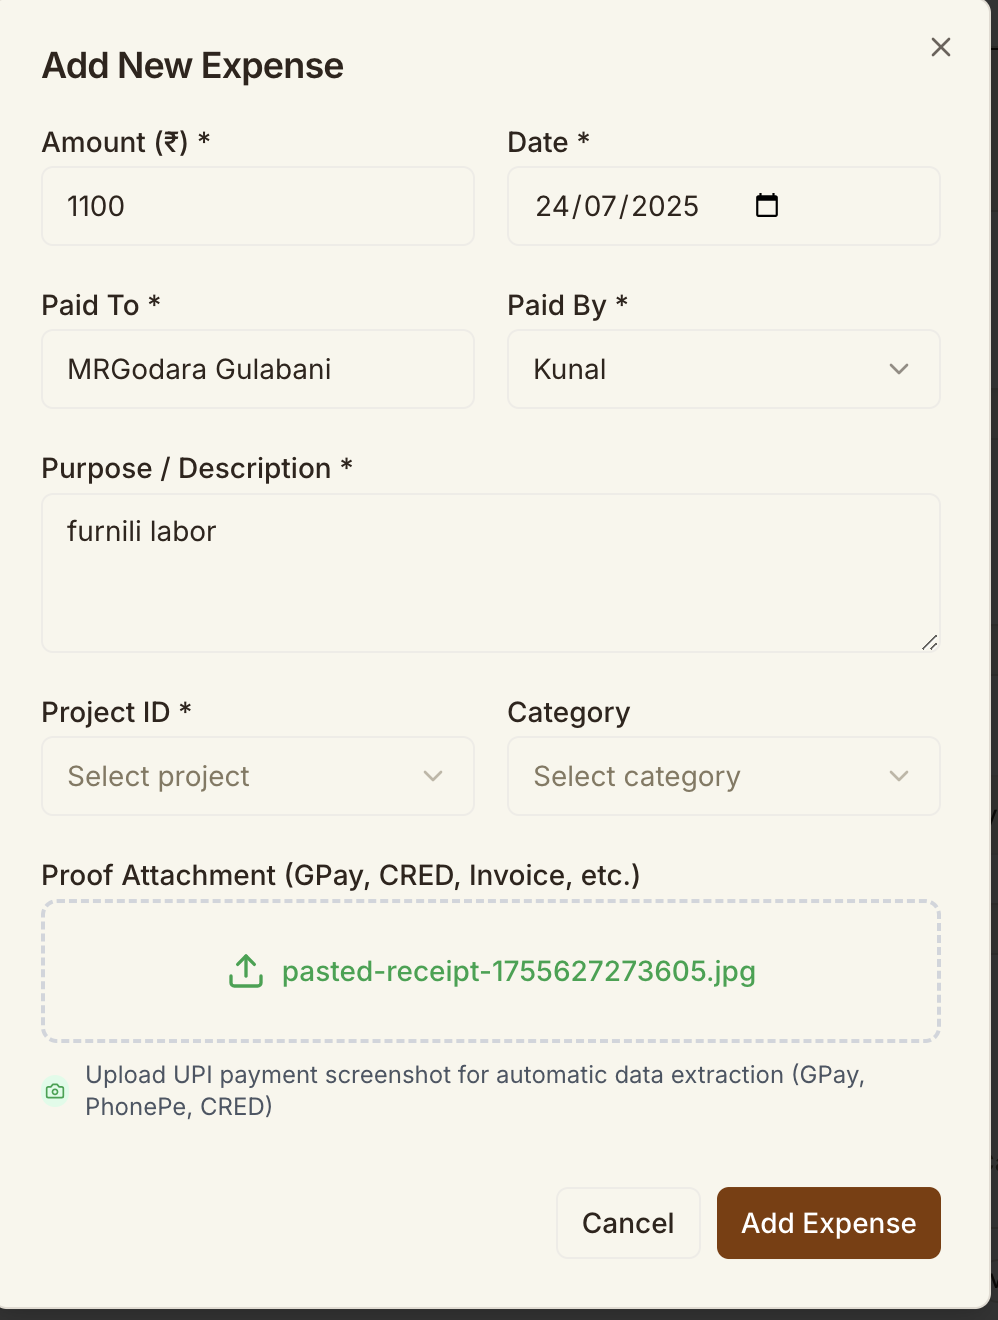 Add New Expense
Amount (₹) *
Date *
1100
24/07/2025
Paid To *
Paid By *
MRGodara Gulabani
Kunal
Purpose / Description *
furnili labor
Project ID *
Category
Select project
Select category
Proof Attachment (GPay, CRED, Invoice, etc.)
pasted-receipt-1755627273605.jpg
Upload UPI payment screenshot for automatic data extraction (GPay,
PhonePe, CRED)
Cancel
Add Expense